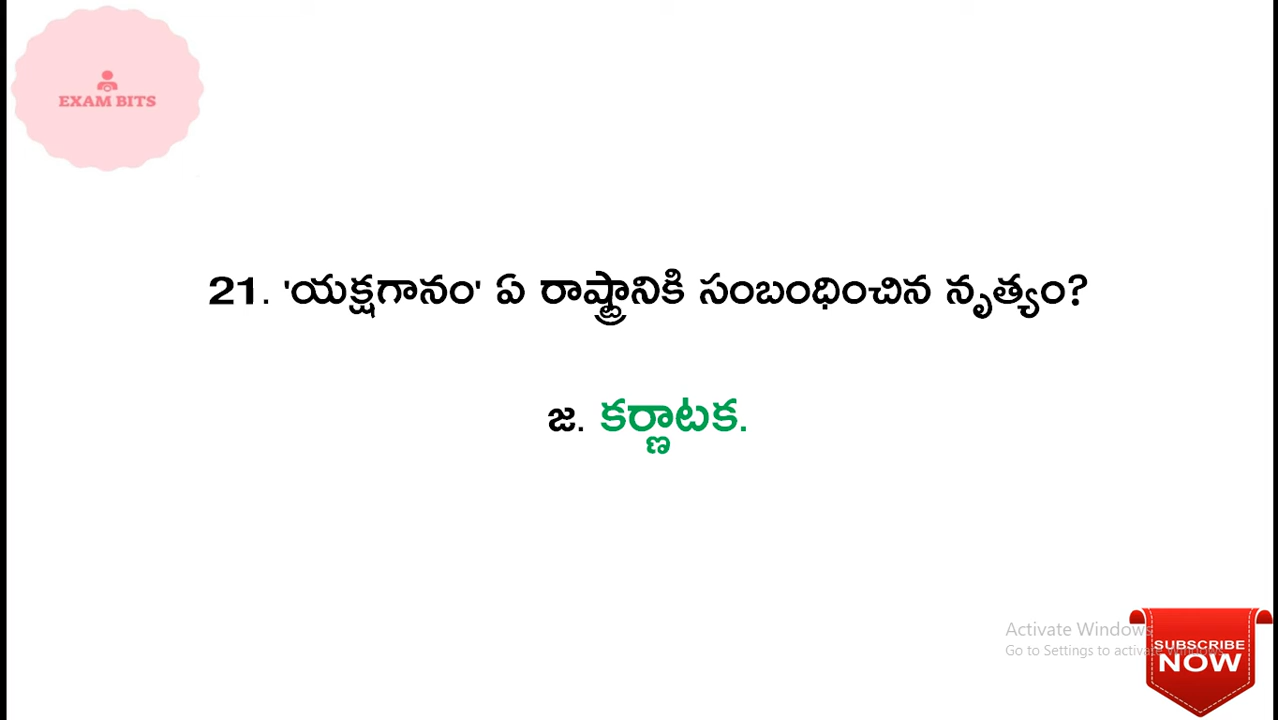 EXAM BITS
21. 'యక్షగానం' ఏ రాష్ట్రానికి సంబంధించిన నృత్యం?
జ. కర్ణాటక.
Activate Windows
Go to Settings to activate Windows.
SUBSCRIBE
NOW